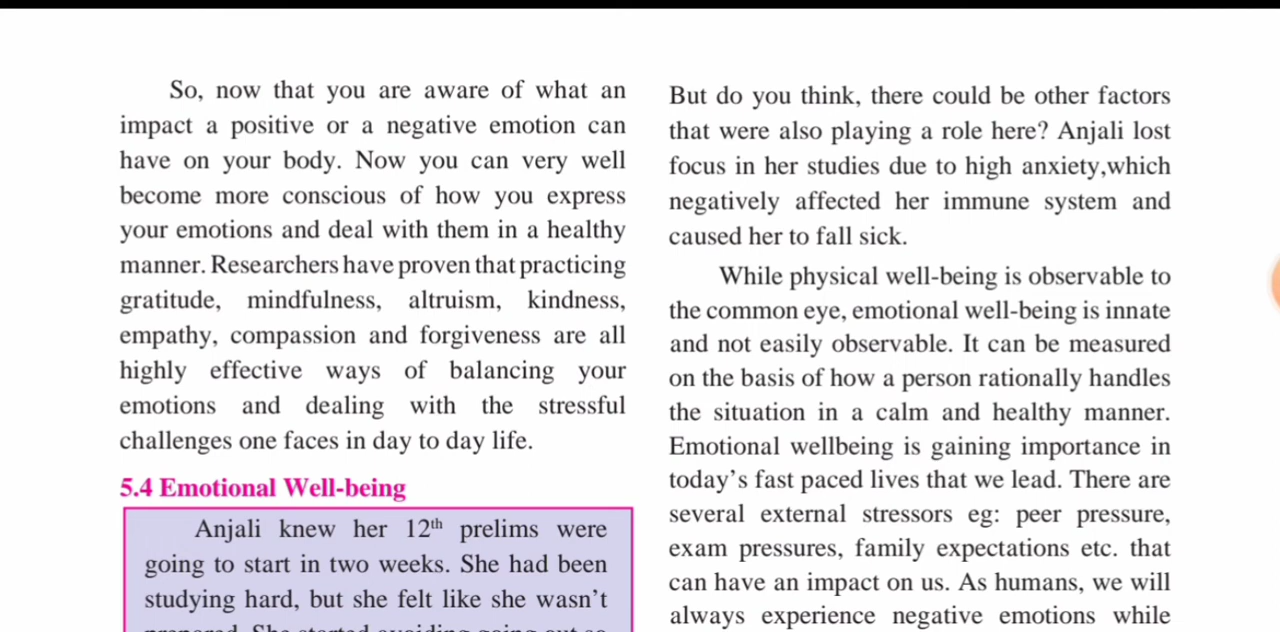 So, now that you are aware of what an
impact a positive or a negative emotion can
have on your body. Now you can very well
become more conscious of how you express
your emotions and deal with them in a healthy
manner. Researchers have proven that practicing
gratitude, mindfulness, altruism, kindness,
empathy, compassion and forgiveness are all
highly effective ways of balancing your
emotions and dealing with the stressful
challenges one faces in day to day life.
5.4 Emotional Well-being
Anjali knew her 12th prelims were
going to start in two weeks. She had been
studying hard, but she felt like she wasn't
But do you think, there could be other factors
that were also playing a role here? Anjali lost
focus in her studies due to high anxiety,which
negatively affected her immune system and
caused her to fall sick.
While physical well-being is observable to
the common eye, emotional well-being is innate
and not easily observable. It can be measured
on the basis of how a person rationally handles
the situation in a calm and healthy manner.
Emotional wellbeing is gaining importance in
today's fast paced lives that we lead. There are
several external stressors eg: peer pressure,
exam pressures, family expectations etc. that
can have an impact on us. As humans, we will
always experience negative emotions while